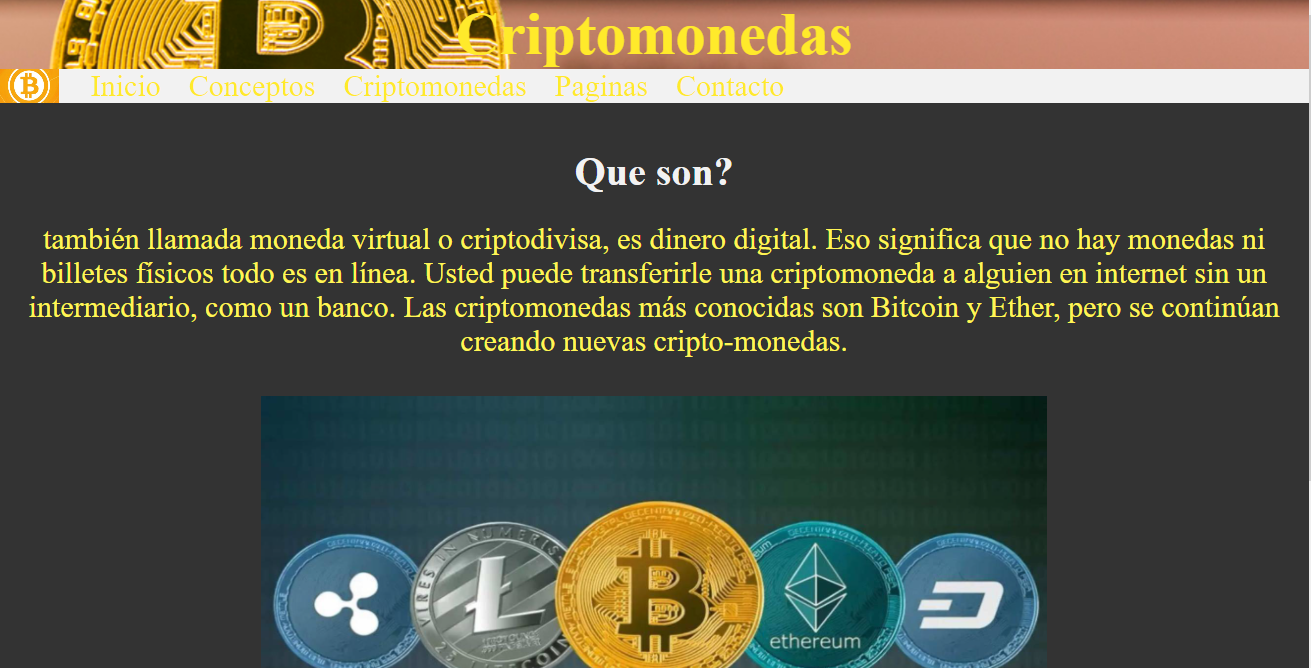 Criptomonedas
Inicio Conceptos Criptomonedas Paginas Contacto
Que son?
también llamada moneda virtual o criptodivisa, es dinero digital. Eso significa que no hay monedas ni
billetes físicos todo es en línea. Usted puede transferirle una criptomoneda a alguien en internet sin un
intermediario, como un banco. Las criptomonedas más conocidas son Bitcoin y Ether, pero se continúan
creando nuevas cripto-monedas.
VIRES IN NUMERIS
ethereum